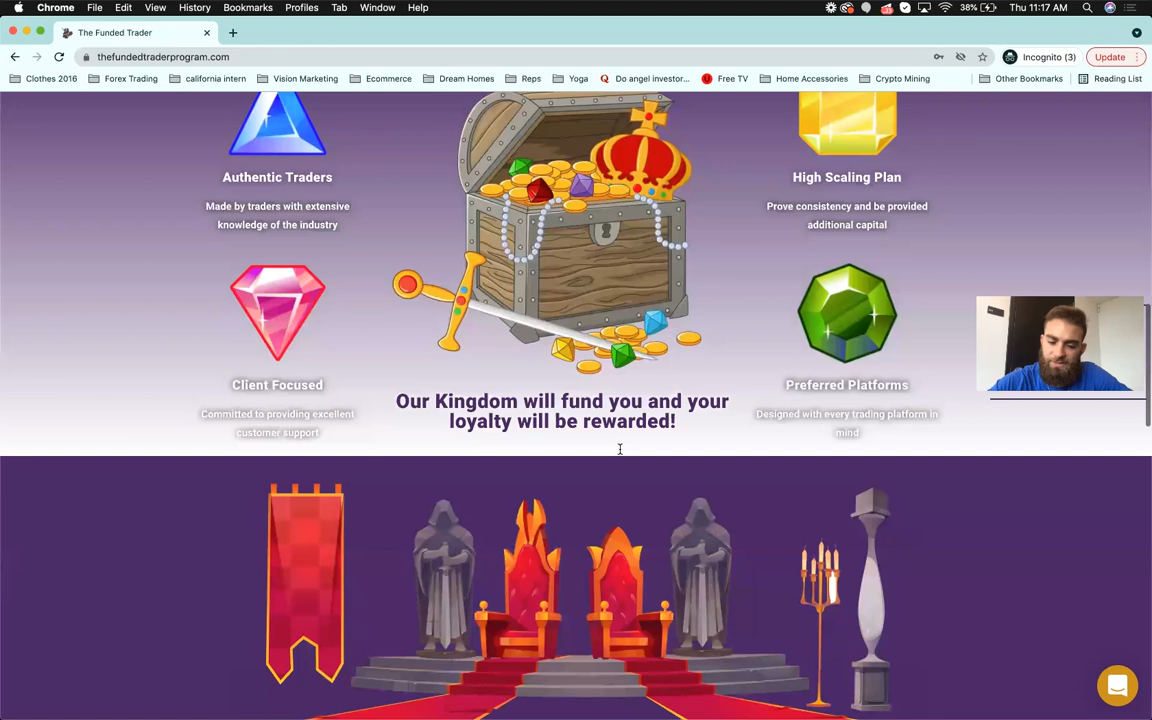 Chrome File Edit View History Bookmarks Profiles Tab Window Help 38% Thu 11:17 AM
The Funded Trader
thefundedtraderprogram.com Incognito (3) Update
Clothes 2016 Forex Trading california intern Vision Marketing Ecommerce Dream Homes Reps Yoga Do angel investor... Free TV Home Accessories Crypto Mining Other Bookmarks Reading List
Authentic Traders
Made by traders with extensive
knowledge of the industry
High Scaling Plan
Prove consistency and be provided
additional capital
Client Focused
Committed to providing excellent
customer support
Our Kingdom will fund you and your
loyalty will be rewarded!
Preferred Platforms
Designed with every trading platform in
mind